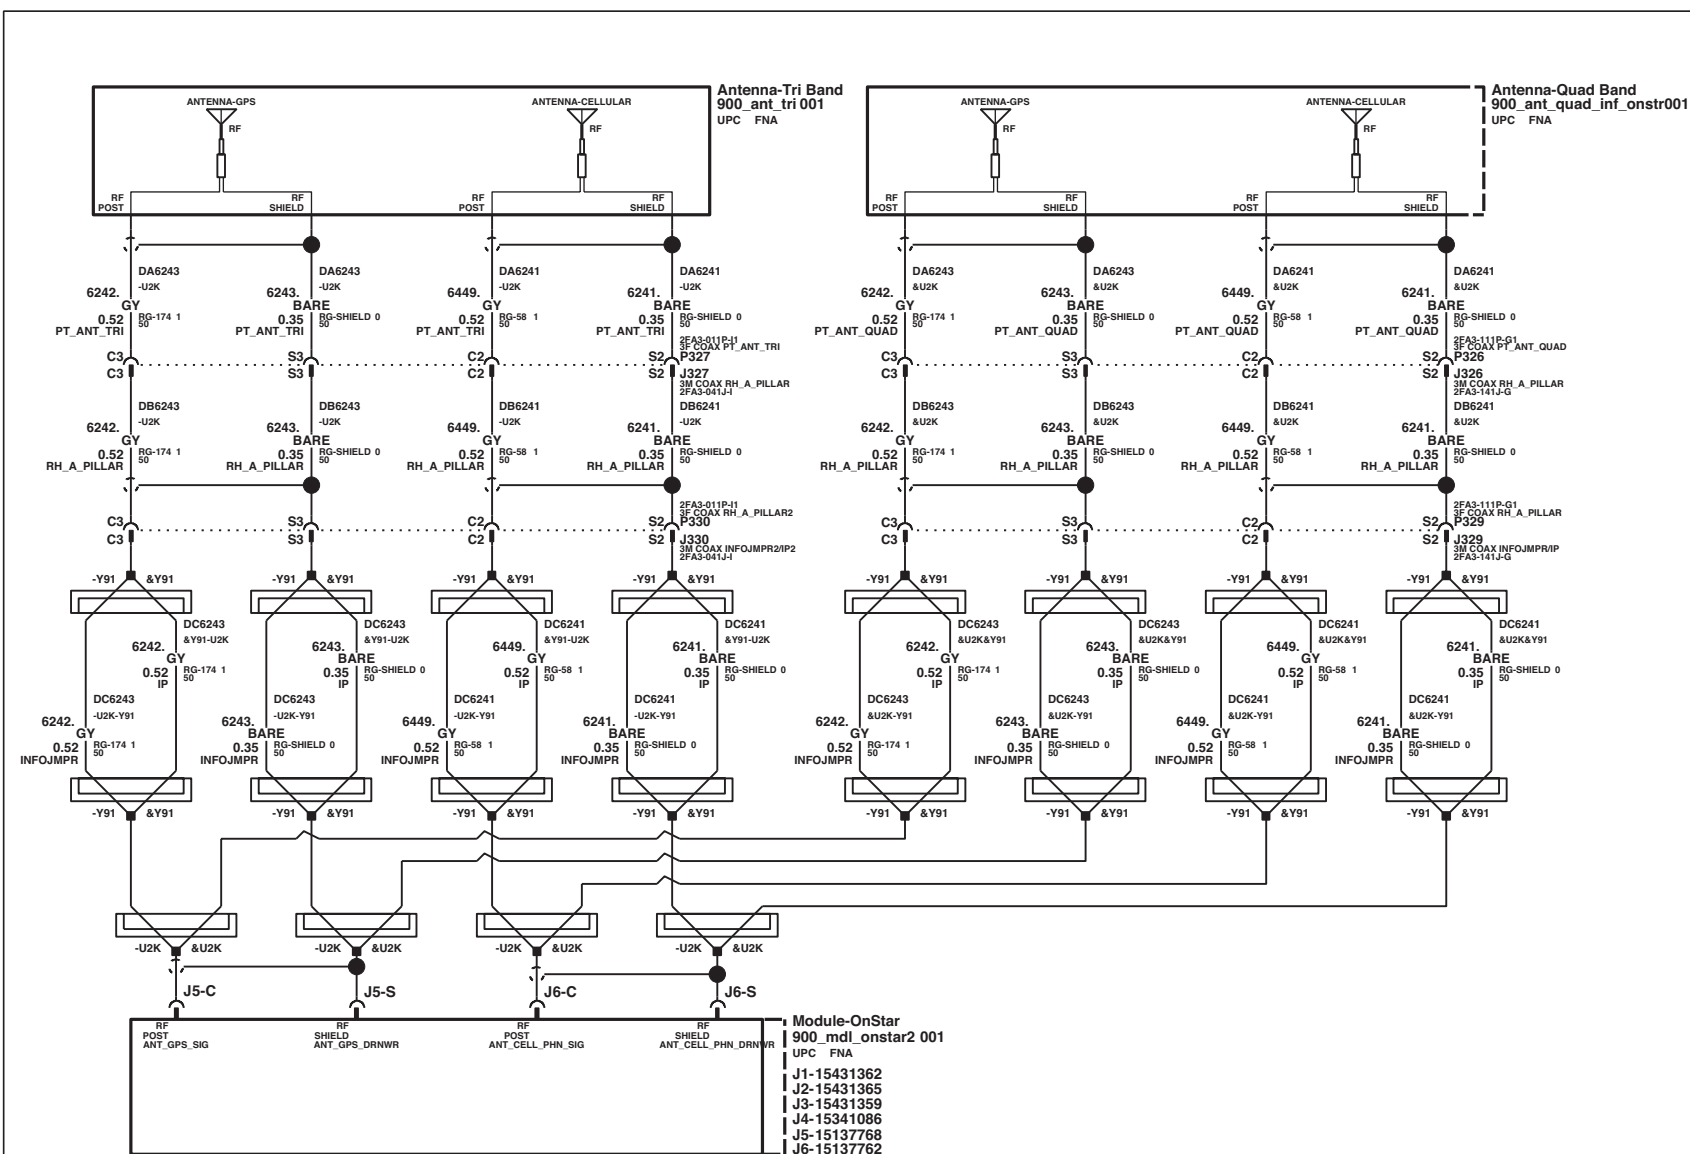 Antenna-Tri Band
900_ant_tri 001
UPC FNA
ANTENNA-GPS
RF
ANTENNA-CELLULAR
RF
RF
POST
RF
SHIELD
RF
POST
RF
SHIELD
Antenna-Quad Band
900_ant_quad_inf_onstr001
UPC FNA
ANTENNA-GPS
RF
ANTENNA-CELLULAR
RF
RF
POST
RF
SHIELD
RF
POST
RF
SHIELD
DA6243
-U2K
6242.
GY
0.52 RG-174 1
50
PT_ANT_TRI
DA6243
-U2K
6243.
BARE
0.35 RG-SHIELD 0
50
PT_ANT_TRI
DA6241
-U2K
6449.
GY
0.52 RG-58 1
50
PT_ANT_TRI
DA6241
-U2K
6241.
BARE
0.35 RG-SHIELD 0
50
PT_ANT_TRI
DA6243
&U2K
6242.
GY
0.52 RG-174 1
50
PT_ANT_QUAD
DA6243
&U2K
6243.
BARE
0.35 RG-SHIELD 0
50
PT_ANT_QUAD
DA6241
&U2K
6449.
GY
0.52 RG-58 1
50
PT_ANT_QUAD
DA6241
&U2K
6241.
BARE
0.35 RG-SHIELD 0
50
PT_ANT_QUAD
2FA3-011P-I1
3F COAX PT_ANT_TRI
C3 S3 C2 S2 P327
C3 S3 C2 S2 J327
3M COAX RH_A_PILLAR
2FA3-041J-I
2FA3-111P-G1
3F COAX PT_ANT_QUAD
C3 S3 C2 S2 P326
C3 S3 C2 S2 J326
3M COAX RH_A_PILLAR
2FA3-141J-G
DB6243
-U2K
6242.
GY
0.52 RG-174 1
50
RH_A_PILLAR
DB6243
-U2K
6243.
BARE
0.35 RG-SHIELD 0
50
RH_A_PILLAR
DB6241
-U2K
6449.
GY
0.52 RG-58 1
50
RH_A_PILLAR
DB6241
-U2K
6241.
BARE
0.35 RG-SHIELD 0
50
RH_A_PILLAR
DB6243
&U2K
6242.
GY
0.52 RG-174 1
50
RH_A_PILLAR
DB6243
&U2K
6243.
BARE
0.35 RG-SHIELD 0
50
RH_A_PILLAR
DB6241
&U2K
6449.
GY
0.52 RG-58 1
50
RH_A_PILLAR
DB6241
&U2K
6241.
BARE
0.35 RG-SHIELD 0
50
RH_A_PILLAR
2FA3-011P-I1
3F COAX RH_A_PILLAR2
C3 S3 C2 S2 P330
C3 S3 C2 S2 J330
3M COAX INFOJMPR2/IP2
2FA3-041J-I
2FA3-111P-G1
3F COAX RH_A_PILLAR
C3 S3 C2 S2 P329
C3 S3 C2 S2 J329
3M COAX INFOJMPR/IP
2FA3-141J-G
-Y91 &Y91 -Y91 &Y91 -Y91 &Y91 -Y91 &Y91 -Y91 &Y91 -Y91 &Y91 -Y91 &Y91 -Y91 &Y91
DC6243
&Y91-U2K
6242.
GY
0.52 RG-174 1
50
IP
DC6243
&Y91-U2K
6243.
BARE
0.35 RG-SHIELD 0
50
IP
DC6241
&Y91-U2K
6449.
GY
0.52 RG-58 1
50
IP
DC6241
&Y91-U2K
6241.
BARE
0.35 RG-SHIELD 0
50
IP
DC6243
&U2K&Y91
6242.
GY
0.52 RG-174 1
50
IP
DC6243
&U2K&Y91
6243.
BARE
0.35 RG-SHIELD 0
50
IP
DC6241
&U2K&Y91
6449.
GY
0.52 RG-58 1
50
IP
DC6241
&U2K&Y91
6241.
BARE
0.35 RG-SHIELD 0
50
IP
DC6243
-U2K-Y91
6242.
GY
0.52 RG-174 1
50
INFOJMPR
DC6243
-U2K-Y91
6243.
BARE
0.35 RG-SHIELD 0
50
INFOJMPR
DC6241
-U2K-Y91
6449.
GY
0.52 RG-58 1
50
INFOJMPR
DC6241
-U2K-Y91
6241.
BARE
0.35 RG-SHIELD 0
50
INFOJMPR
DC6243
&U2K-Y91
6242.
GY
0.52 RG-174 1
50
INFOJMPR
DC6243
&U2K-Y91
6243.
BARE
0.35 RG-SHIELD 0
50
INFOJMPR
DC6241
&U2K-Y91
6449.
GY
0.52 RG-58 1
50
INFOJMPR
DC6241
&U2K-Y91
6241.
BARE
0.35 RG-SHIELD 0
50
INFOJMPR
-Y91 &Y91 -Y91 &Y91 -Y91 &Y91 -Y91 &Y91 -Y91 &Y91 -Y91 &Y91 -Y91 &Y91 -Y91 &Y91
-U2K &U2K -U2K &U2K -U2K &U2K -U2K &U2K
J5-C J5-S J6-C J6-S
RF
POST
ANT_GPS_SIG
RF
SHIELD
ANT_GPS_DRNWR
RF
POST
ANT_CELL_PHN_SIG
RF
SHIELD
ANT_CELL_PHN_DRNWR
Module-OnStar
900_mdl_onstar2 001
UPC FNA
J1-15431362
J2-15431365
J3-15431359
J4-15341086
J5-15137768
J6-15137762